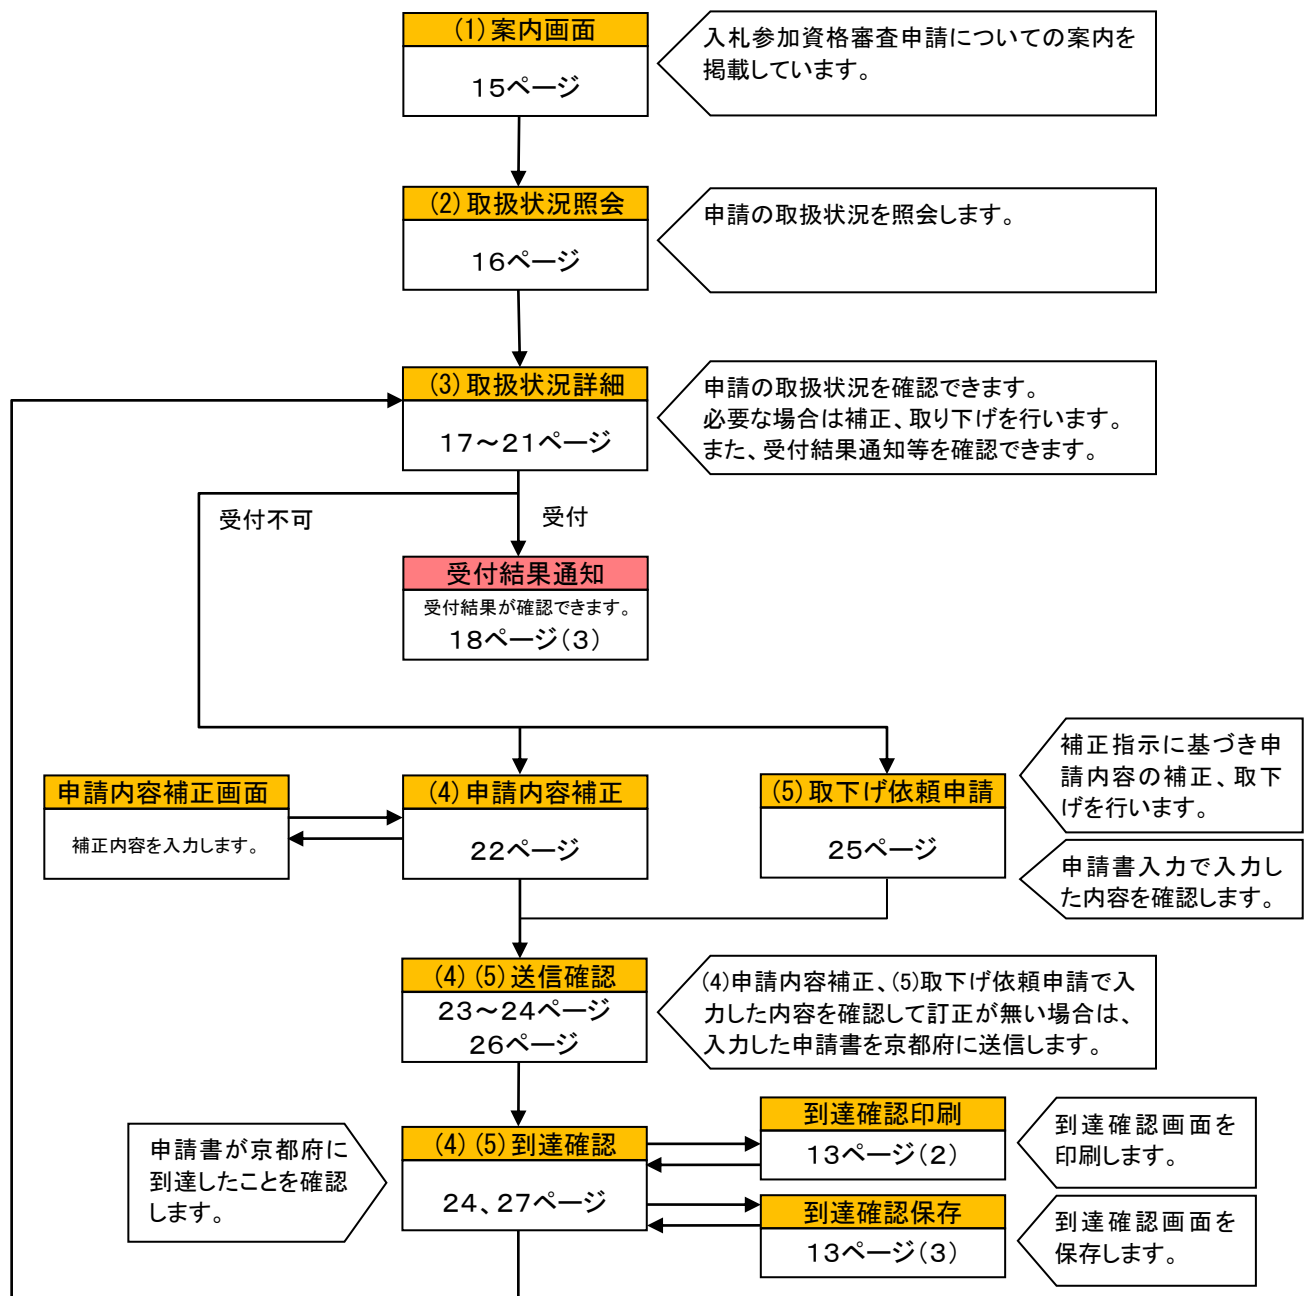 (1)案内画面
15ページ
入札参加資格審査申請についての案内を
掲載しています。
(2)取扱状況照会
16ページ
申請の取扱状況を照会します。
(3)取扱状況詳細
17～21ページ
申請の取扱状況を確認できます。
必要な場合は補正、取り下げを行います。
また、受付結果通知等を確認できます。
受付不可
受付
受付結果通知
受付結果が確認できます。
18ページ(3)
申請内容補正画面
補正内容を入力します。
(4)申請内容補正
22ページ
(5)取下げ依頼申請
25ページ
補正指示に基づき申
請内容の補正、取下
げを行います。
申請書入力で入力し
た内容を確認します。
(4)(5)送信確認
23～24ページ
26ページ
(4)申請内容補正、(5)取下げ依頼申請で入
力した内容を確認して訂正が無い場合は、
入力した申請書を京都府に送信します。
申請書が京都府に
到達したことを確認
します。
(4)(5)到達確認
24、27ページ
到達確認印刷
13ページ(2)
到達確認画面を
印刷します。
到達確認保存
13ページ(3)
到達確認画面を
保存します。